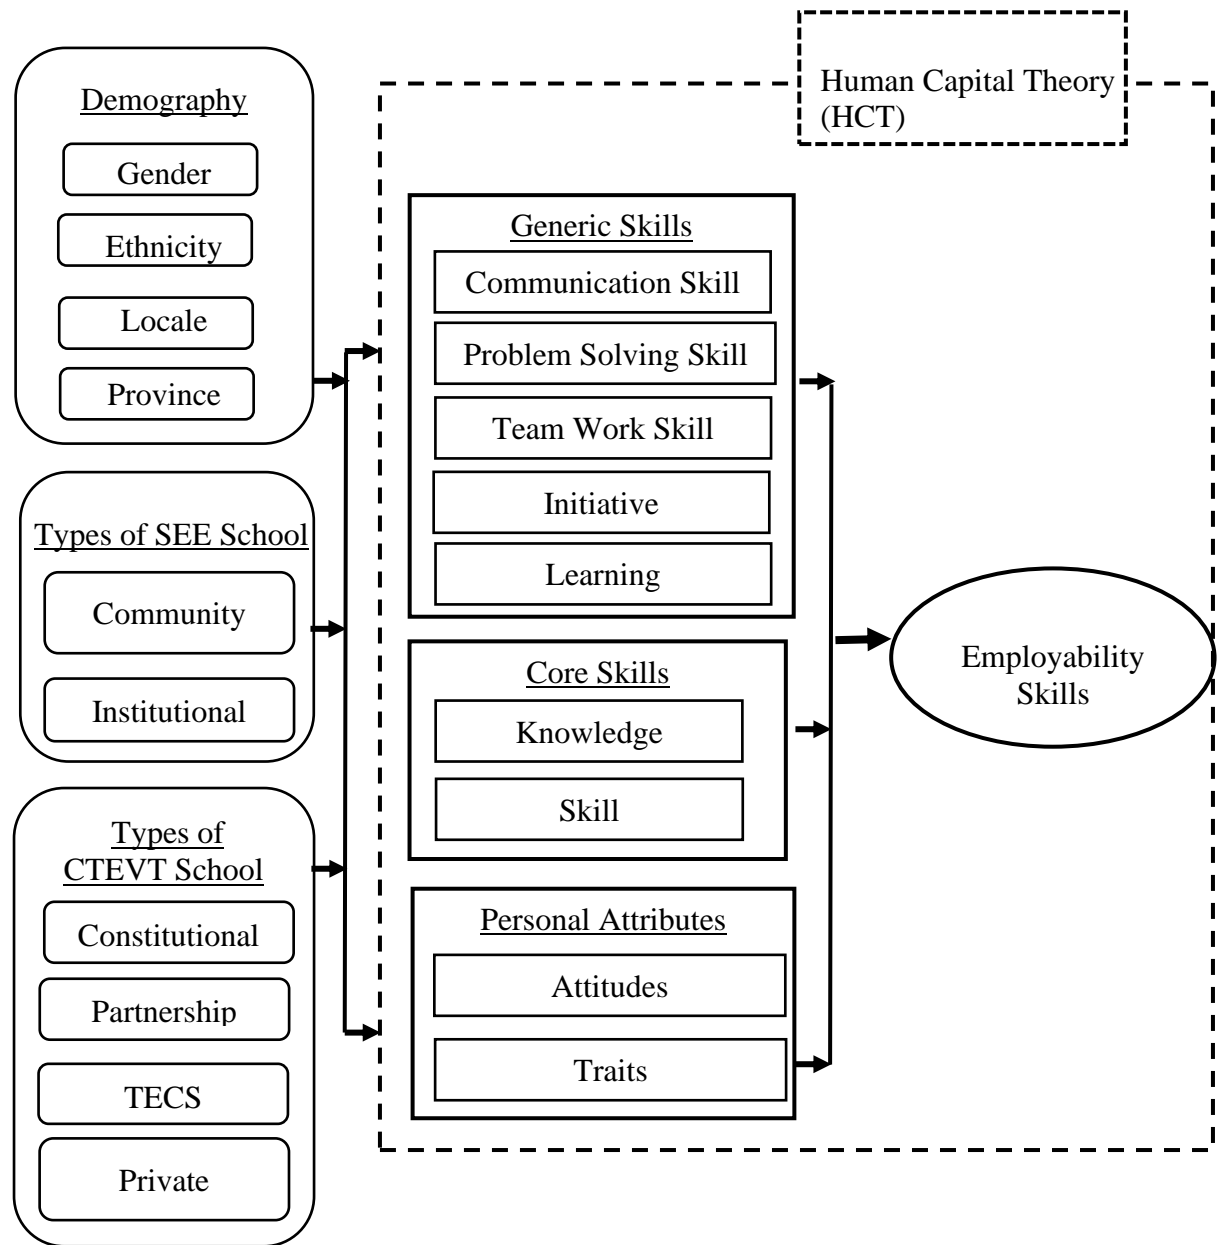 Demography
Gender
Ethnicity
Locale
Province
Types of SEE School
Community
Institutional
Types of
CTEVT School
Constitutional
Partnership
TECS
Private
Human Capital Theory
(HCT)
Generic Skills
Communication Skill
Problem Solving Skill
Team Work Skill
Initiative
Learning
Core Skills
Knowledge
Skill
Personal Attributes
Attitudes
Traits
Employability
Skills